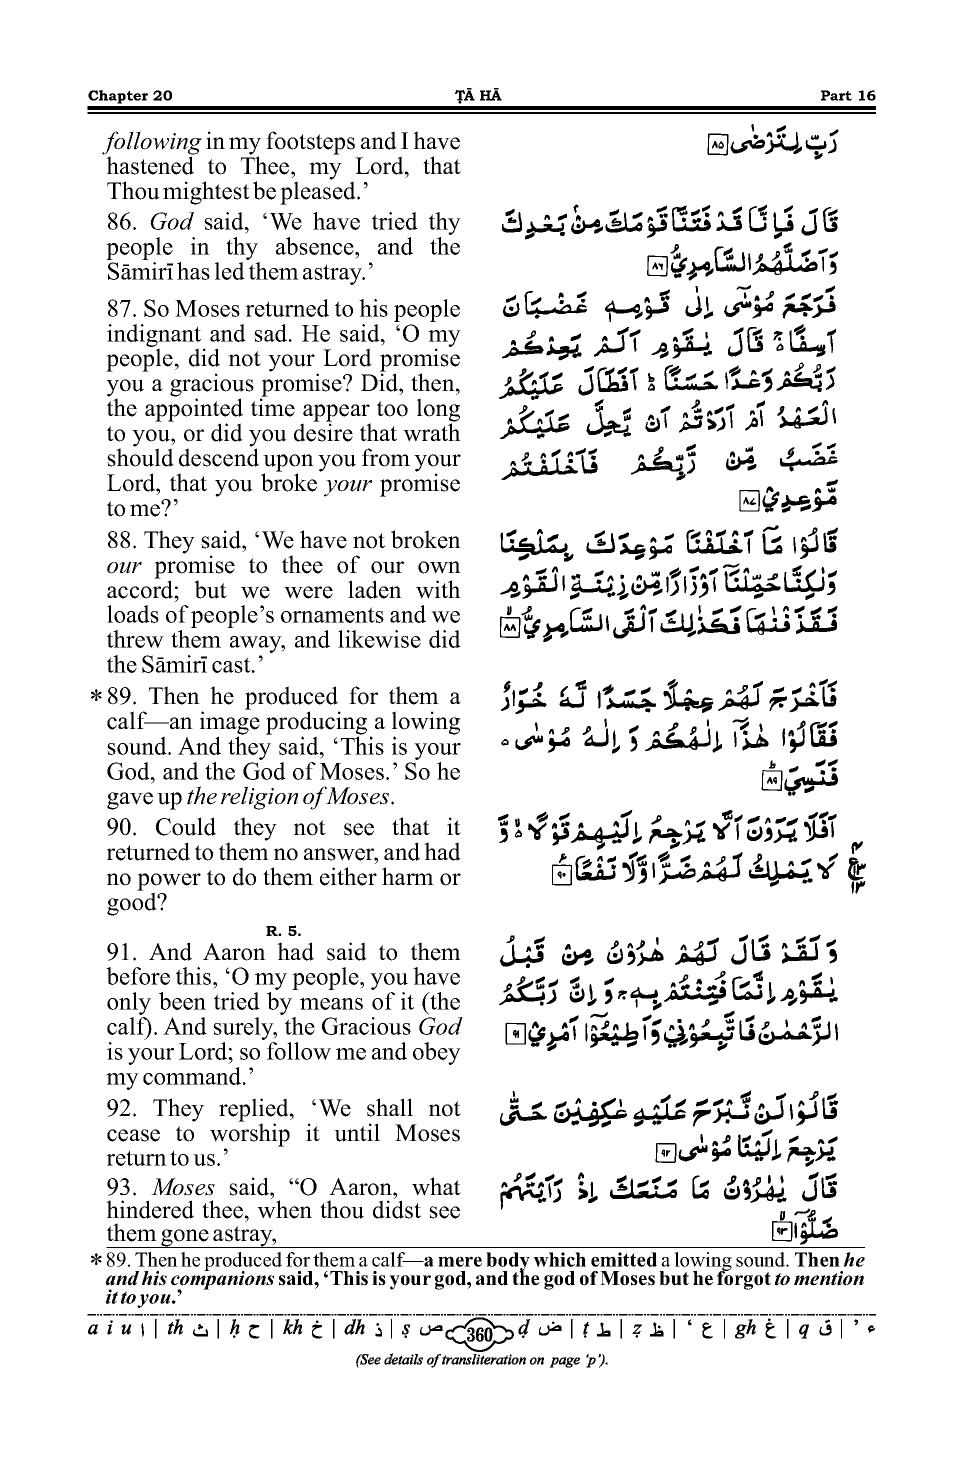 Chapter 20 ṬĀ HĀ Part 16
following in my footsteps and I have
hastened to Thee, my Lord, that
Thou mightest be pleased.’
86. God said, ‘We have tried thy
people in thy absence, and the
Sāmirī has led them astray.’
87. So Moses returned to his people
indignant and sad. He said, ‘O my
people, did not your Lord promise
you a gracious promise? Did, then,
the appointed time appear too long
to you, or did you desire that wrath
should descend upon you from your
Lord, that you broke your promise
to me?’
88. They said, ‘We have not broken
our promise to thee of our own
accord; but we were laden with
loads of people’s ornaments and we
threw them away, and likewise did
the Sāmirī cast.’
*89. Then he produced for them a
calf—an image producing a lowing
sound. And they said, ‘This is your
God, and the God of Moses.’ So he
gave up the religion of Moses.
90. Could they not see that it
returned to them no answer, and had
no power to do them either harm or
good?
R. 5.
91. And Aaron had said to them
before this, ‘O my people, you have
only been tried by means of it (the
calf). And surely, the Gracious God
is your Lord; so follow me and obey
my command.’
92. They replied, ‘We shall not
cease to worship it until Moses
return to us.’
93. Moses said, “O Aaron, what
hindered thee, when thou didst see
them gone astray,
رَبِّ لِتَرْضٰى ۸۵
قَالَ فَاِنَّا قَدْ فَتَنَّا قَوْمَكَ مِنْۢ بَعْدِكَ
وَاَضَلَّهُمُ السَّامِرِيُّ ۸۶
فَرَجَعَ مُوْسٰۤى اِلٰى قَوْمِهٖ غَضْبَانَ
اَسِفًا ۚ قَالَ يٰقَوْمِ اَلَمْ يَعِدْكُمْ
رَبُّكُمْ وَعْدًا حَسَنًا ؕ اَفَطَالَ عَلَيْكُمُ
الْعَهْدُ اَمْ اَرَدْتُّمْ اَنْ يَّحِلَّ عَلَيْكُمْ
غَضَبٌ مِّنْ رَّبِّكُمْ فَاَخْلَفْتُمْ
مَّوْعِدِيْ ۸۷
قَالُوْا مَاۤ اَخْلَفْنَا مَوْعِدَكَ بِمَلْكِنَا
وَلٰكِنَّا حُمِّلْنَاۤ اَوْزَارًا مِّنْ زِيْنَةِ الْقَوْمِ
فَقَذَفْنٰهَا فَكَذٰلِكَ اَلْقَى السَّامِرِيُّ ۙ ۸۸
فَاَخْرَجَ لَهُمْ عِجْلًا جَسَدًا لَّهٗ خُوَارٌ
فَقَالُوْا هٰذَاۤ اِلٰهُكُمْ وَ اِلٰهُ مُوْسٰى ۬
فَنَسِيَ ؕ ۸۹
اَفَلَا يَرَوْنَ اَلَّا يَرْجِعُ اِلَيْهِمْ قَوْلًا ۙ وَّ
لَا يَمْلِكُ لَهُمْ ضَرًّا وَّلَا نَفْعًا ۹۰
وَ لَقَدْ قَالَ لَهُمْ هٰرُوْنُ مِنْ قَبْلُ
يٰقَوْمِ اِنَّمَا فُتِنْتُمْ بِهٖ ۚ وَ اِنَّ رَبَّكُمُ
الرَّحْمٰنُ فَاتَّبِعُوْنِيْ وَاَطِيْعُوْۤا اَمْرِيْ ۹۱
قَالُوْا لَنْ نَّبْرَحَ عَلَيْهِ عٰكِفِيْنَ حَتّٰى
يَرْجِعَ اِلَيْنَا مُوْسٰى ۹۲
قَالَ يٰهٰرُوْنُ مَا مَنَعَكَ اِذْ رَاَيْتَهُمْ
ضَلُّوْۤا ۙ ۹۳
*89. Then he produced for them a calf—a mere body which emitted a lowing sound. Then he
and his companions said, ‘This is your god, and the god of Moses but he forgot to mention
it to you.’
a i u ا | th ث | ḥ ح | kh خ | dh ذ | ṣ ص 360 ḍ ض | ṭ ط | ẓ ظ | ‘ ع | gh غ | q ق | ’ ء
(See details of transliteration on page ‘p’).